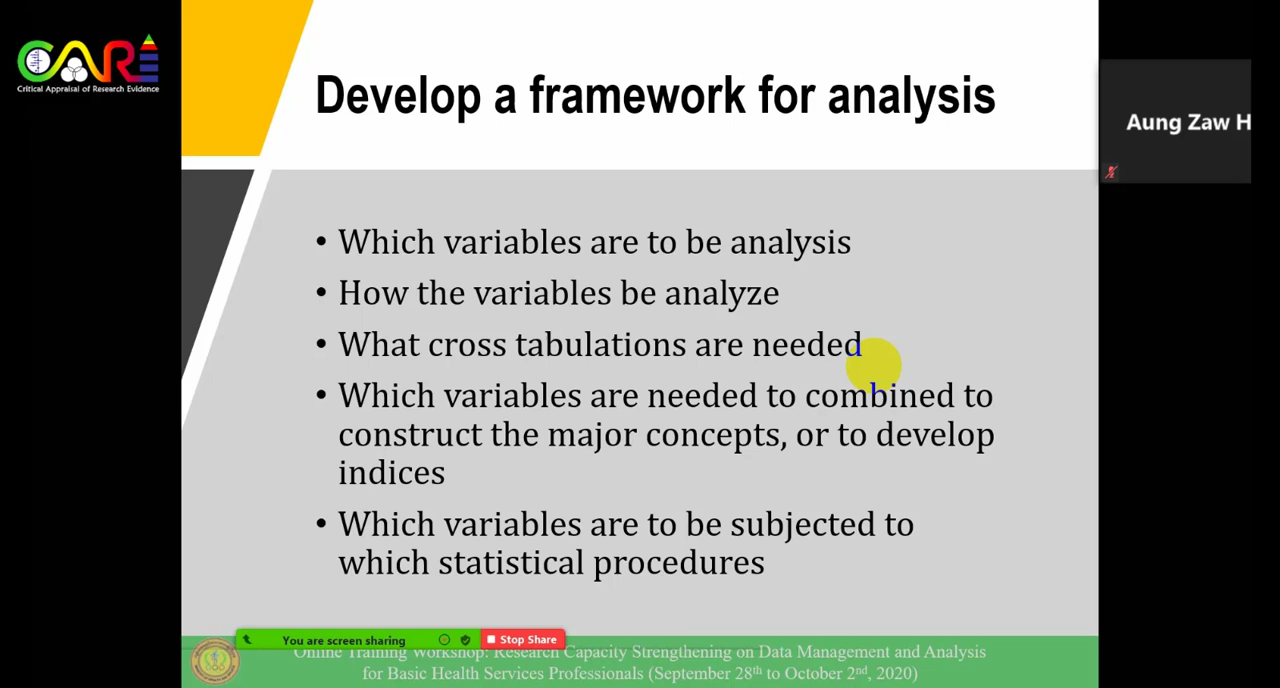 CARE
Critical Appraisal of Research Evidence
Develop a framework for analysis
Aung Zaw H
• Which variables are to be analysis
• How the variables be analyze
• What cross tabulations are needed
• Which variables are needed to combined to
construct the major concepts, or to develop
indices
• Which variables are to be subjected to
which statistical procedures
You are screen sharing
Stop Share
Online Training Workshop: Research Capacity Strengthening on Data Management and Analysis
for Basic Health Services Professionals (September 28th to October 2nd, 2020)